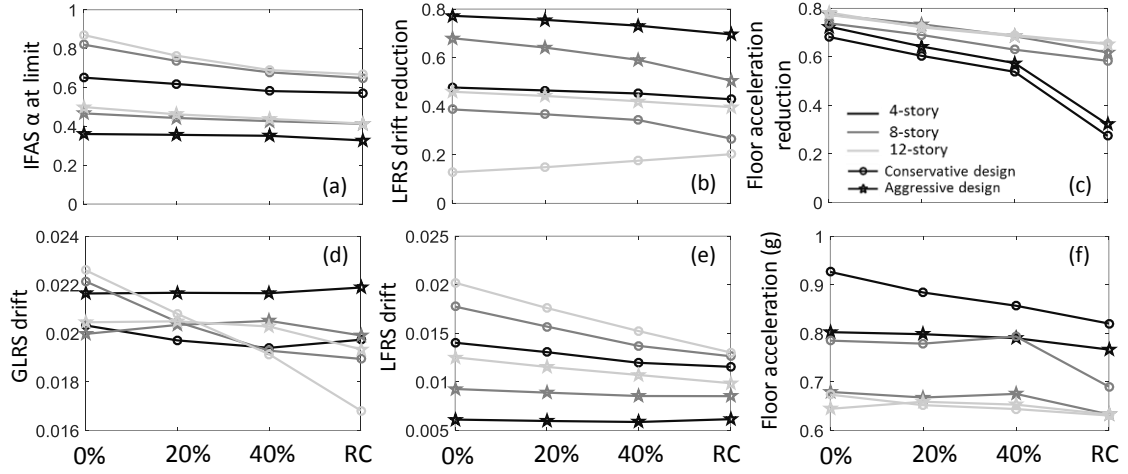 IFAS α at limit
1
0.8
0.6
0.4
0.2
0
(a)
LFRS drift reduction
0.8
0.6
0.4
0.2
0
(b)
Floor acceleration
reduction
0.8
0.6
0.4
0.2
0
4-story
8-story
12-story
Conservative design
Aggressive design
(c)
GLRS drift
0.024
0.022
0.02
0.018
0.016
(d)
0% 20% 40% RC
LFRS drift
0.025
0.02
0.015
0.01
0.005
(e)
0% 20% 40% RC
Floor acceleration (g)
1
0.9
0.8
0.7
0.6
(f)
0% 20% 40% RC